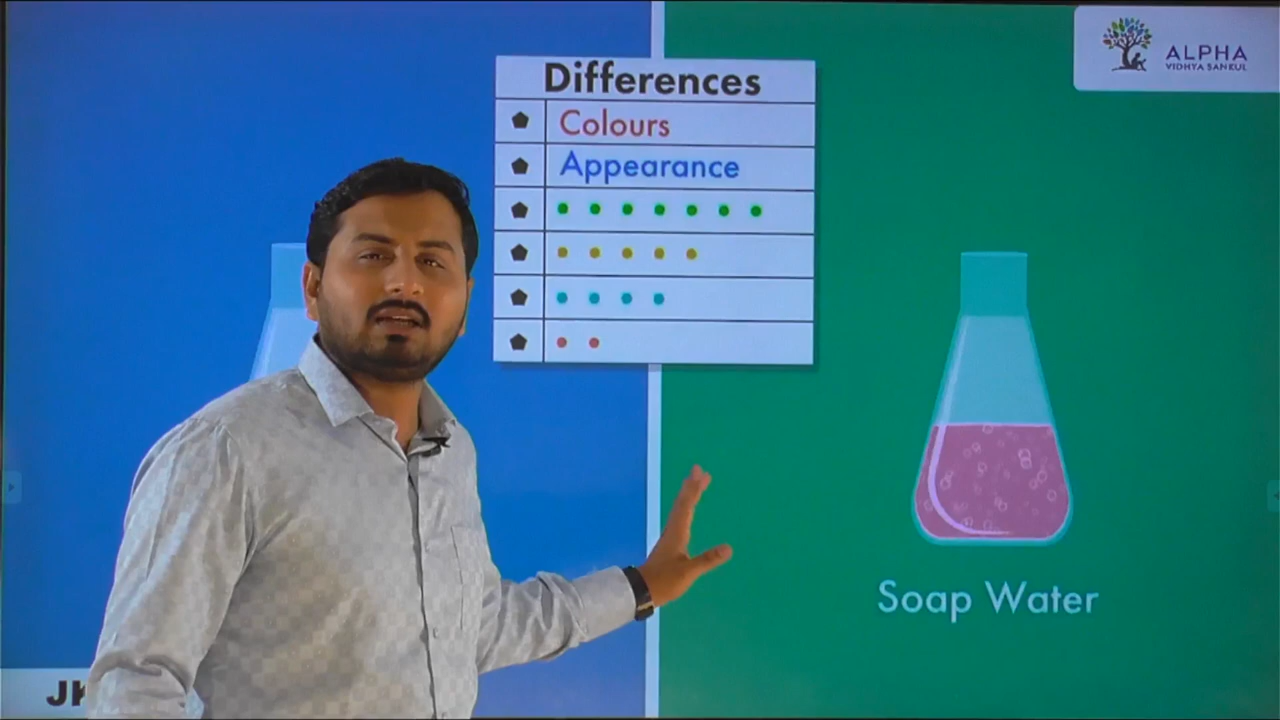 Differences
Colours
Appearance
ALPHA
VIDHYA SANKUL
Soap Water